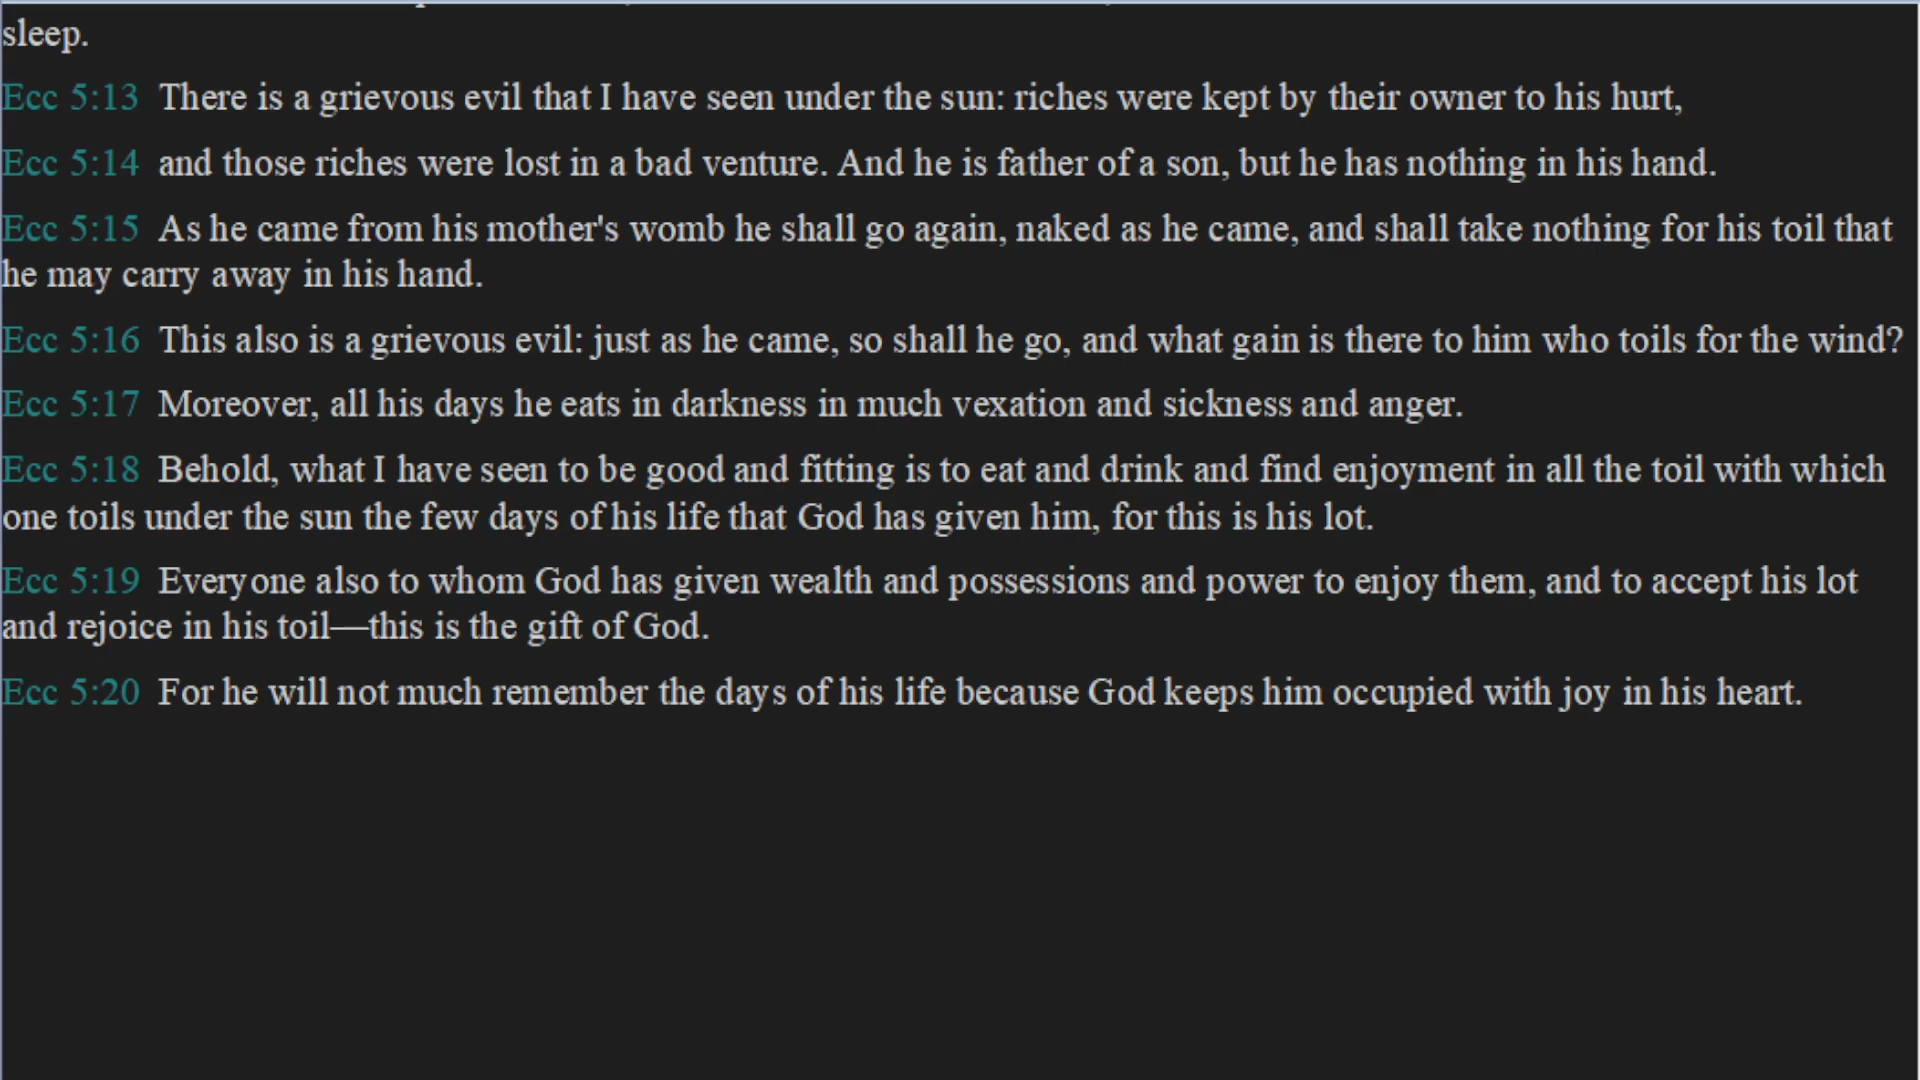 sleep.
Ecc 5:13 There is a grievous evil that I have seen under the sun: riches were kept by their owner to his hurt,
Ecc 5:14 and those riches were lost in a bad venture. And he is father of a son, but he has nothing in his hand.
Ecc 5:15 As he came from his mother's womb he shall go again, naked as he came, and shall take nothing for his toil that
he may carry away in his hand.
Ecc 5:16 This also is a grievous evil: just as he came, so shall he go, and what gain is there to him who toils for the wind?
Ecc 5:17 Moreover, all his days he eats in darkness in much vexation and sickness and anger.
Ecc 5:18 Behold, what I have seen to be good and fitting is to eat and drink and find enjoyment in all the toil with which
one toils under the sun the few days of his life that God has given him, for this is his lot.
Ecc 5:19 Everyone also to whom God has given wealth and possessions and power to enjoy them, and to accept his lot
and rejoice in his toil—this is the gift of God.
Ecc 5:20 For he will not much remember the days of his life because God keeps him occupied with joy in his heart.